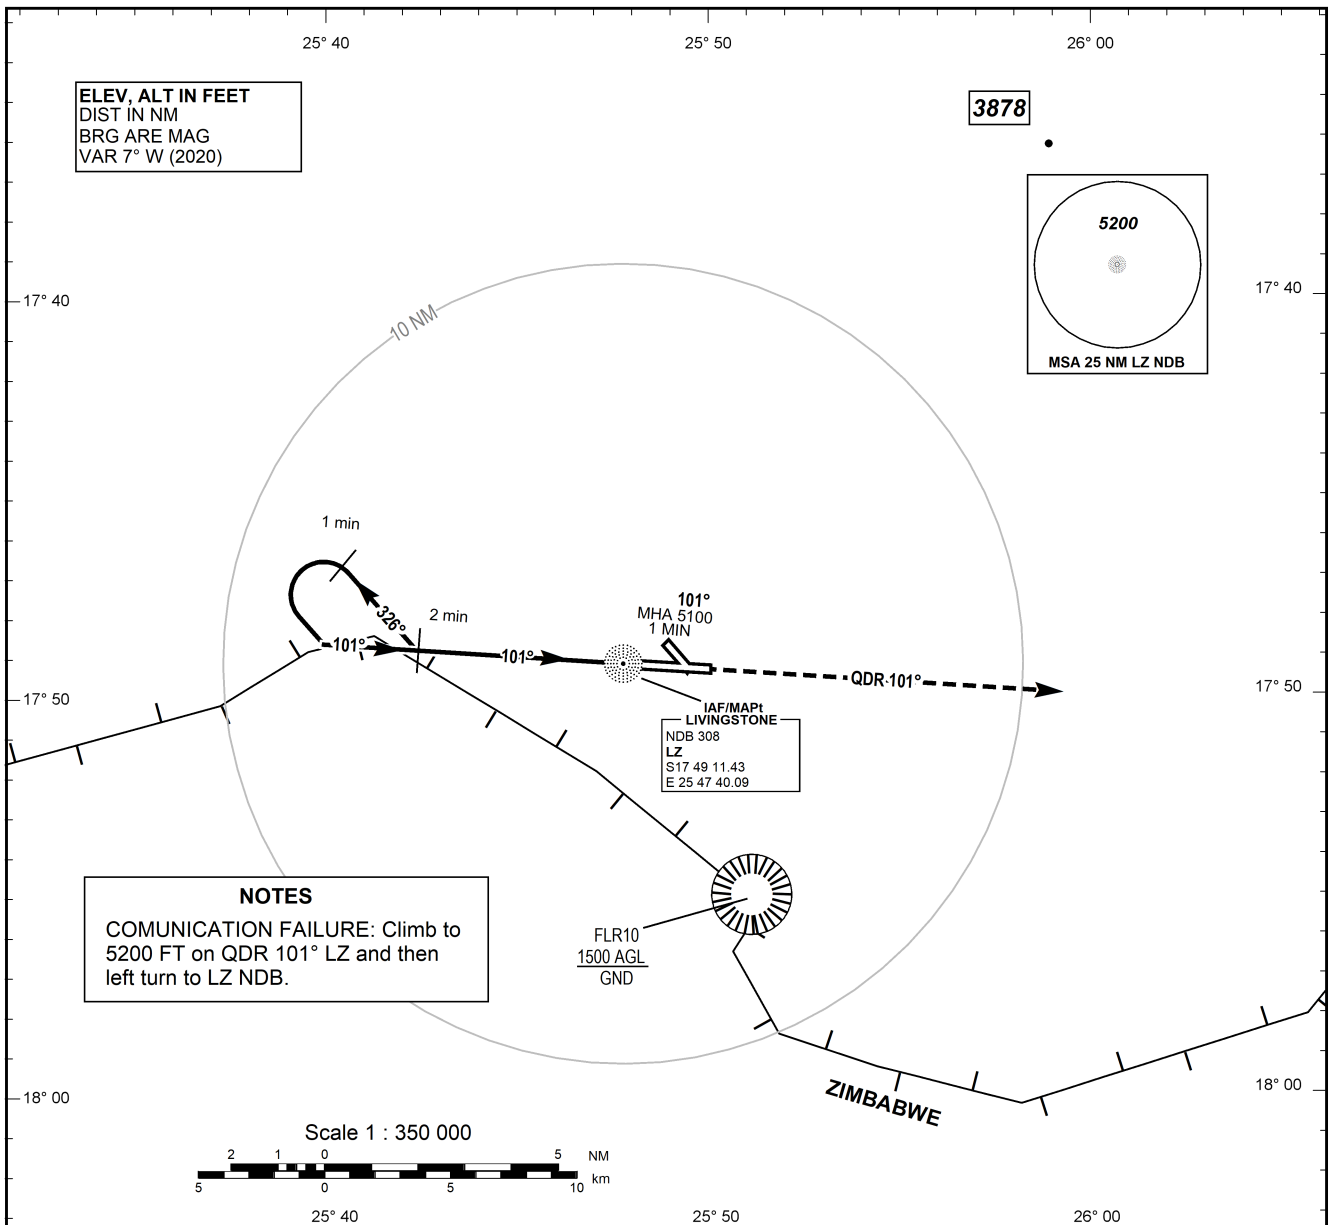 25° 40
25° 50
26° 00
ELEV, ALT IN FEET
DIST IN NM
BRG ARE MAG
VAR 7° W (2020)
3878
5200
MSA 25 NM LZ NDB
17° 40
17° 40
10 NM
1 min
326°
2 min
101°
101°
101°
MHA 5100
1 MIN
QDR 101°
17° 50
17° 50
IAF/MAPt
LIVINGSTONE
NDB 308
LZ
S17 49 11.43
E 25 47 40.09
NOTES
COMUNICATION FAILURE: Climb to
5200 FT on QDR 101° LZ and then
left turn to LZ NDB.
FLR10
1500 AGL
GND
ZIMBABWE
18° 00
18° 00
Scale 1 : 350 000
2 1 0 5 NM
5 0 5 10 km
25° 40
25° 50
26° 00